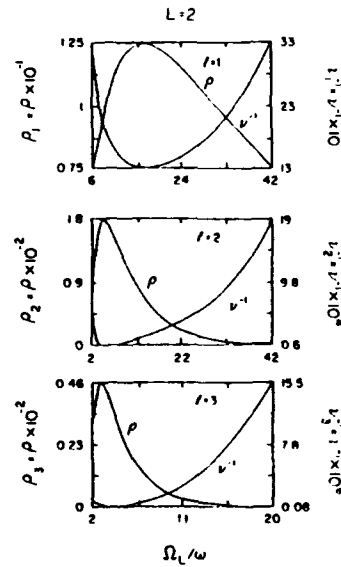 L=2
ρ₁ = ρ×10⁻¹
1.25
1
0.75
ℓ=1
ρ
ν⁻¹
33
23
13
6
24
42
ρ₂ = ρ×10⁻²
1.8
0.9
0
ℓ=2
ρ
ν⁻¹
19
9.8
0.6
2
22
42
ρ₃ = ρ×10⁻²
0.46
0.23
0
ℓ=3
ρ
ν⁻¹
15.5
7.8
0.08
2
11
20
Ω_L/ω